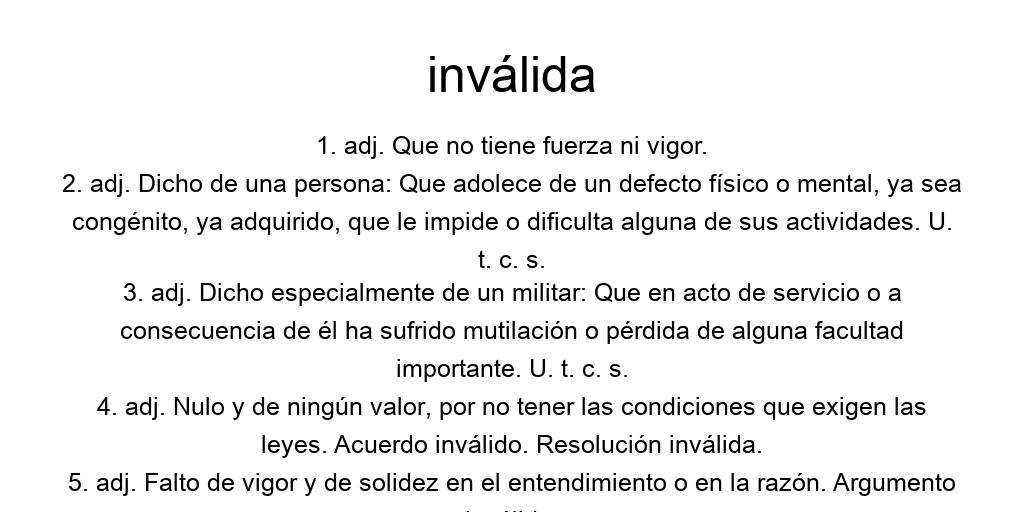 inválida
1. adj. Que no tiene fuerza ni vigor.
2. adj. Dicho de una persona: Que adolece de un defecto físico o mental, ya sea
congénito, ya adquirido, que le impide o dificulta alguna de sus actividades. U.
t. c. s.
3. adj. Dicho especialmente de un militar: Que en acto de servicio o a
consecuencia de él ha sufrido mutilación o pérdida de alguna facultad
importante. U. t. c. s.
4. adj. Nulo y de ningún valor, por no tener las condiciones que exigen las
leyes. Acuerdo inválido. Resolución inválida.
5. adj. Falto de vigor y de solidez en el entendimiento o en la razón. Argumento